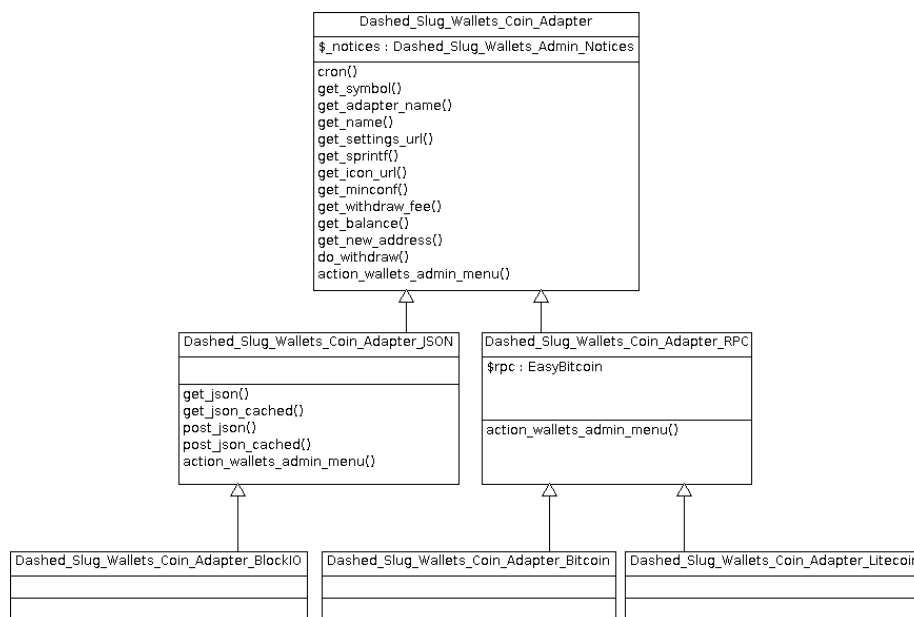 Dashed_Slug_Wallets_Coin_Adapter
$_notices : Dashed_Slug_Wallets_Admin_Notices
cron()
get_symbol()
get_adapter_name()
get_name()
get_settings_url()
get_sprintf()
get_icon_url()
get_minconf()
get_withdraw_fee()
get_balance()
get_new_address()
do_withdraw()
action_wallets_admin_menu()
Dashed_Slug_Wallets_Coin_Adapter_JSON
get_json()
get_json_cached()
post_json()
post_json_cached()
action_wallets_admin_menu()
Dashed_Slug_Wallets_Coin_Adapter_RPC
$rpc : EasyBitcoin
action_wallets_admin_menu()
Dashed_Slug_Wallets_Coin_Adapter_BlockIO
Dashed_Slug_Wallets_Coin_Adapter_Bitcoin
Dashed_Slug_Wallets_Coin_Adapter_Litecoin